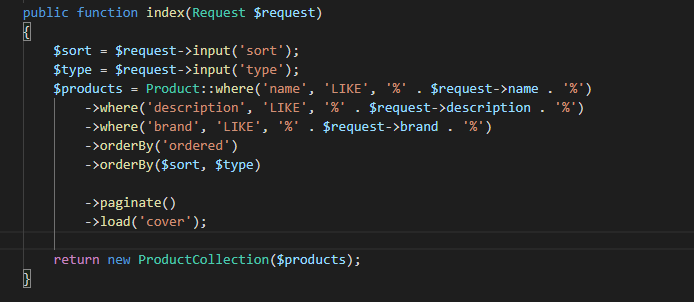 public function index(Request $request)
{
    $sort = $request->input('sort');
    $type = $request->input('type');
    $products = Product::where('name', 'LIKE', '%' . $request->name . '%')
        ->where('description', 'LIKE', '%' . $request->description . '%')
        ->where('brand', 'LIKE', '%' . $request->brand . '%')
        ->orderBy('ordered')
        ->orderBy($sort, $type)

        ->paginate()
        ->load('cover');

    return new ProductCollection($products);
}